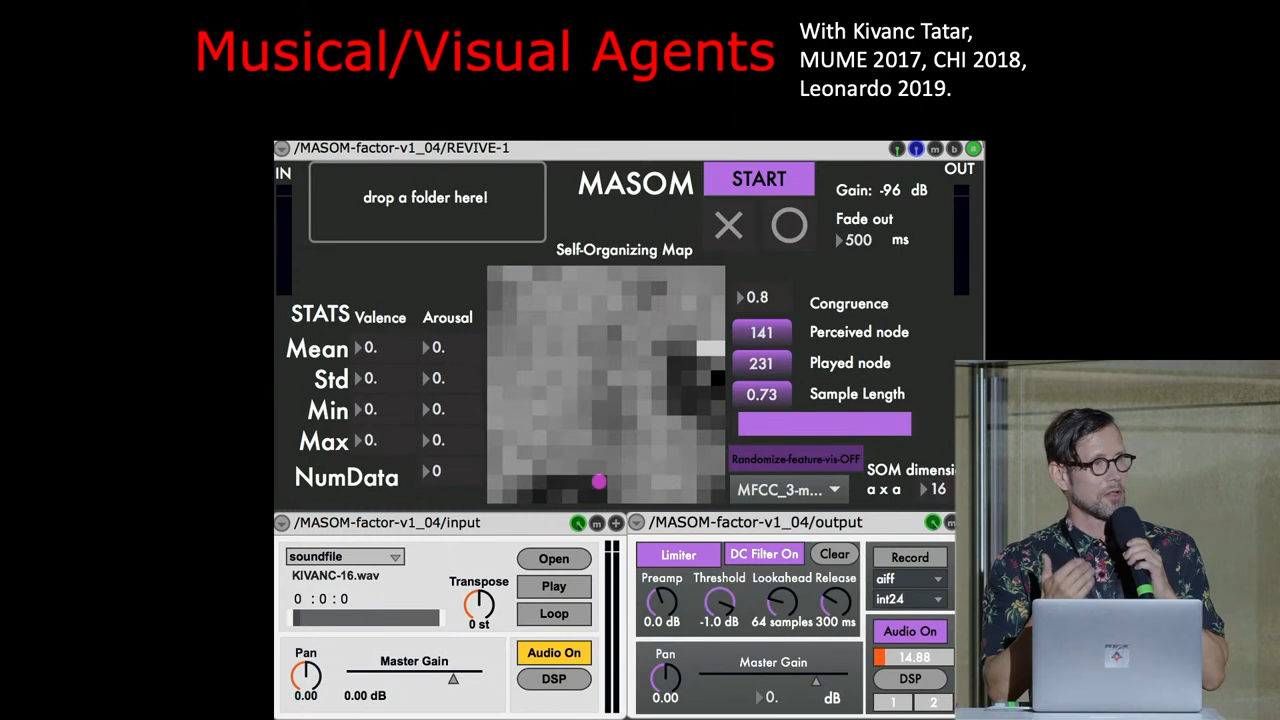 Musical/Visual Agents
With Kivanc Tatar,
MUME 2017, CHI 2018,
Leonardo 2019.
/MASOM-factor-v1_04/REVIVE-1
m b a
IN
drop a folder here!
MASOM
START
OUT
Gain: -96 dB
Fade out
500 ms
Self-Organizing Map
STATS Valence Arousal
Mean 0. 0.
Std 0. 0.
Min 0. 0.
Max 0. 0.
NumData 0
0.8 Congruence
141 Perceived node
231 Played node
0.73 Sample Length
Randomize-feature-vis-OFF
MFCC_3-m...
SOM dimensi
a x a 16
/MASOM-factor-v1_04/input
m +
soundfile
KIVANC-16.wav
0 : 0 : 0
Transpose
0 st
Open
Play
Loop
Pan
0.00
Master Gain
0.00 dB
Audio On
DSP
/MASOM-factor-v1_04/output
m
Limiter
DC Filter On
Clear
Preamp Threshold Lookahead Release
0.0 dB -1.0 dB 64 samples 300 ms
Record
aiff
int24
Pan
0.00
Master Gain
0. dB
Audio On
14.88
DSP
1 2